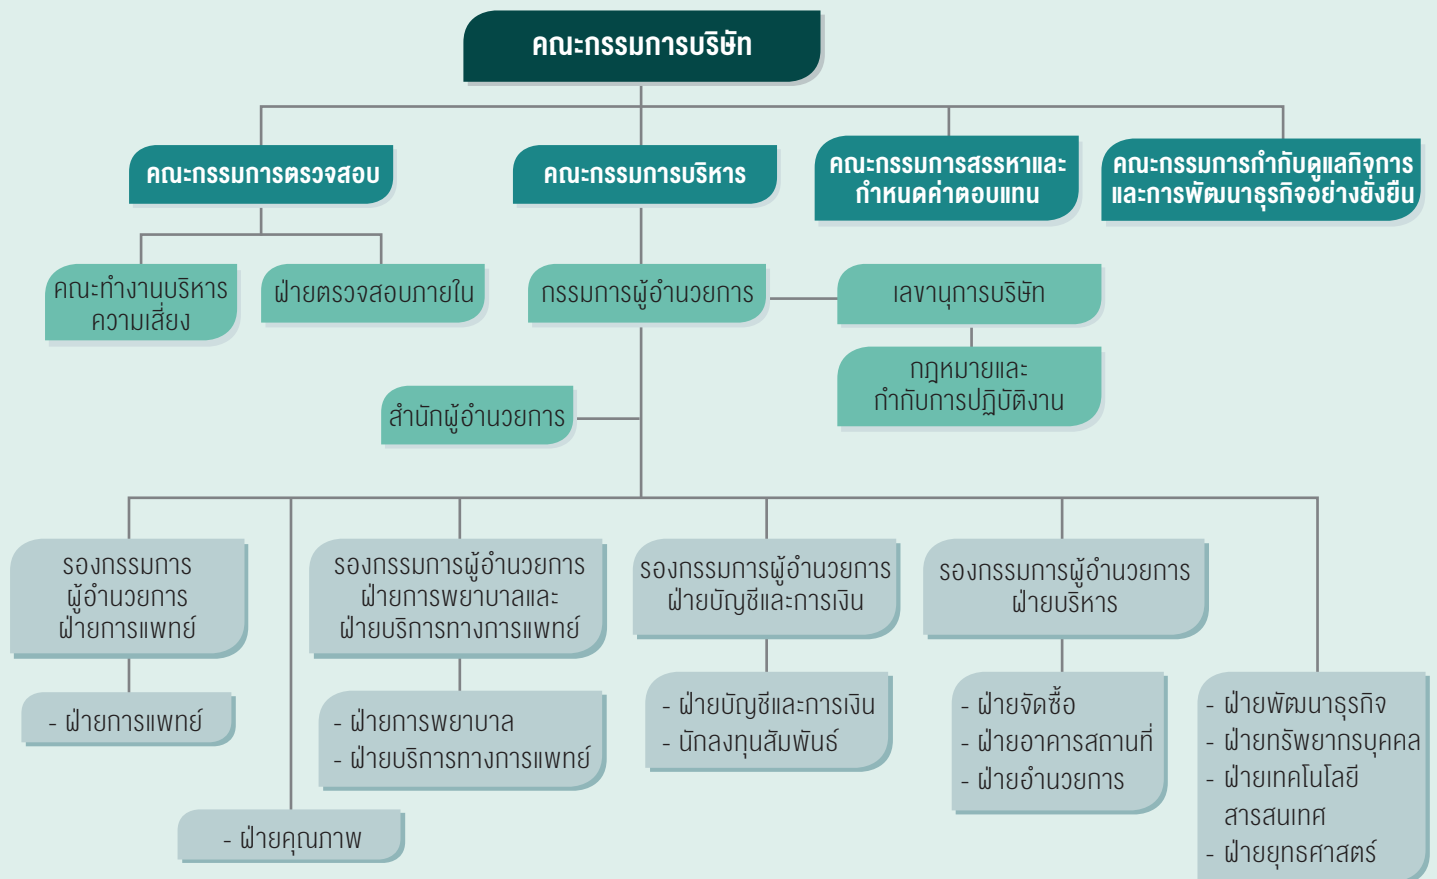 คณะกรรมการบริษัท
คณะกรรมการตรวจสอบ
คณะกรรมการบริหาร
คณะกรรมการสรรหาและ
กำหนดค่าตอบแทน
คณะกรรมการกำกับดูแลกิจการ
และการพัฒนาธุรกิจอย่างยั่งยืน
คณะทำงานบริหาร
ความเสี่ยง
ฝ่ายตรวจสอบภายใน
กรรมการผู้อำนวยการ
เลขานุการบริษัท
กฎหมายและ
กำกับการปฏิบัติงาน
สำนักผู้อำนวยการ
รองกรรมการ
ผู้อำนวยการ
ฝ่ายการแพทย์
รองกรรมการผู้อำนวยการ
ฝ่ายการพยาบาลและ
ฝ่ายบริการทางการแพทย์
รองกรรมการผู้อำนวยการ
ฝ่ายบัญชีและการเงิน
รองกรรมการผู้อำนวยการ
ฝ่ายบริหาร
- ฝ่ายการแพทย์
- ฝ่ายการพยาบาล
- ฝ่ายบริการทางการแพทย์
- ฝ่ายบัญชีและการเงิน
- นักลงทุนสัมพันธ์
- ฝ่ายจัดซื้อ
- ฝ่ายอาคารสถานที่
- ฝ่ายอำนวยการ
- ฝ่ายพัฒนาธุรกิจ
- ฝ่ายทรัพยากรบุคคล
- ฝ่ายเทคโนโลยี
สารสนเทศ
- ฝ่ายยุทธศาสตร์
- ฝ่ายคุณภาพ